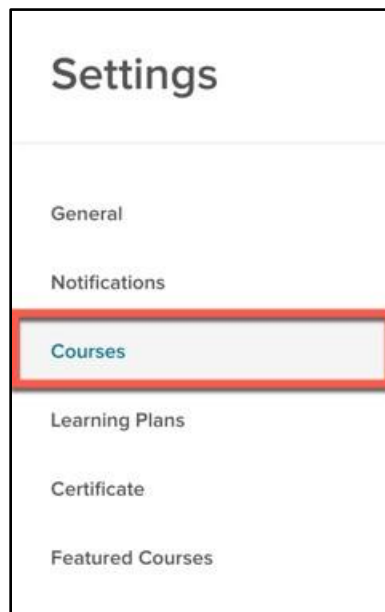 Settings
General
Notifications
Courses
Learning Plans
Certificate
Featured Courses